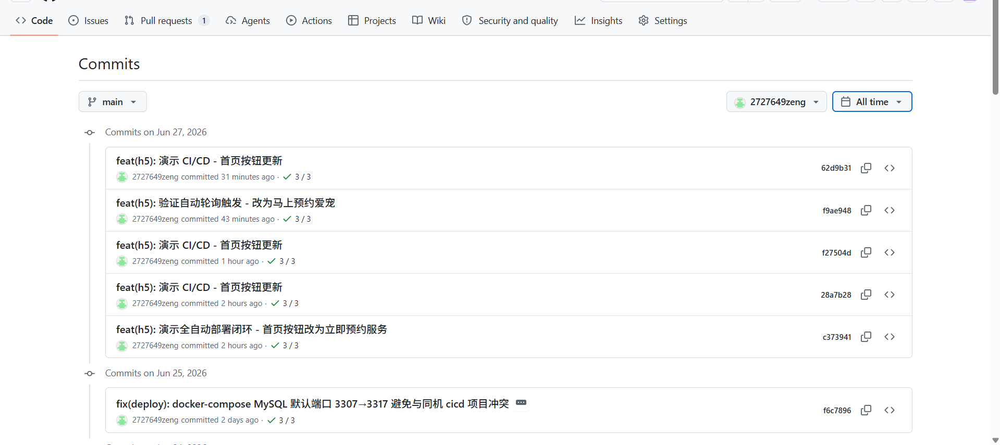 Code Issues Pull requests 1 Agents Actions Projects Wiki Security and quality Insights Settings
Commits
main 2727649zeng All time
Commits on Jun 27, 2026
feat(h5): 演示 CI/CD - 首页按钮更新
2727649zeng committed 31 minutes ago · 3 / 3
62d9b31
feat(h5): 验证自动轮询触发 - 改为马上预约爱宠
2727649zeng committed 43 minutes ago · 3 / 3
f9ae948
feat(h5): 演示 CI/CD - 首页按钮更新
2727649zeng committed 1 hour ago · 3 / 3
f27504d
feat(h5): 演示 CI/CD - 首页按钮更新
2727649zeng committed 2 hours ago · 3 / 3
28a7b28
feat(h5): 演示全自动部署闭环 - 首页按钮改为立即预约服务
2727649zeng committed 2 hours ago · 3 / 3
c373941
Commits on Jun 25, 2026
fix(deploy): docker-compose MySQL 默认端口 3307→3317 避免与同机 cicd 项目冲突
2727649zeng committed 2 days ago · 3 / 3
f6c7896